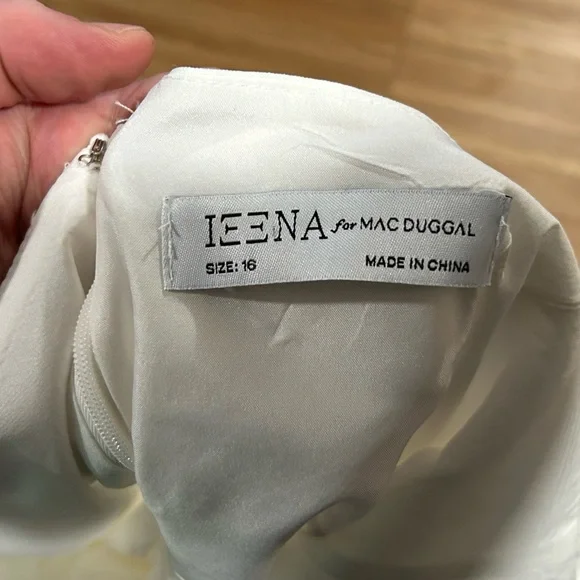 IEENA for MAC DUGGAL
SIZE: 16 MADE IN CHINA